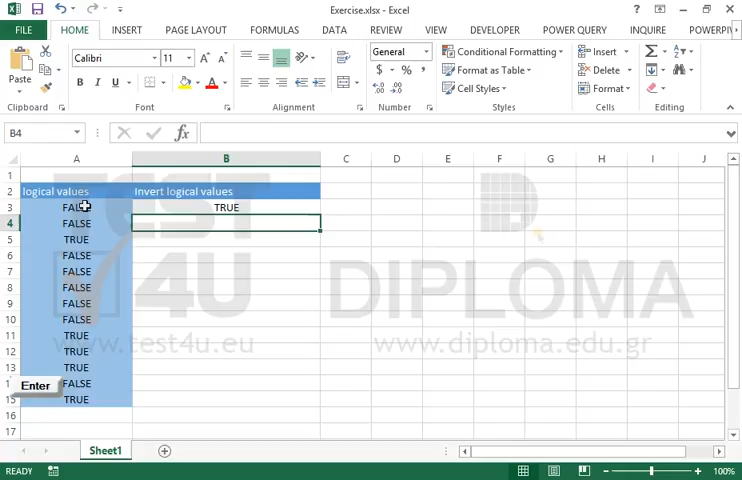 Exercise.xlsx - Excel
FILE HOME INSERT PAGE LAYOUT FORMULAS DATA REVIEW VIEW DEVELOPER POWER QUERY INQUIRE POWERPIV
Calibri 11 General Conditional Formatting Insert
Paste B I U $ % , Format as Table Delete
Cell Styles Format
Clipboard Font Alignment Number Styles Cells Editing
B4 fx
A B C D E F G H I J
1
2 logical values Invert logical values
3 FALSE TRUE
4 FALSE
5 TRUE
6 FALSE
7 FALSE
8 FALSE
9 FALSE
10 FALSE
11 TRUE
12 TRUE
13 TRUE
FALSE
Enter
15 TRUE
16
17
TEST
4U DIPLOMA
www.test4u.eu www.diploma.edu.gr
Sheet1
READY 100%